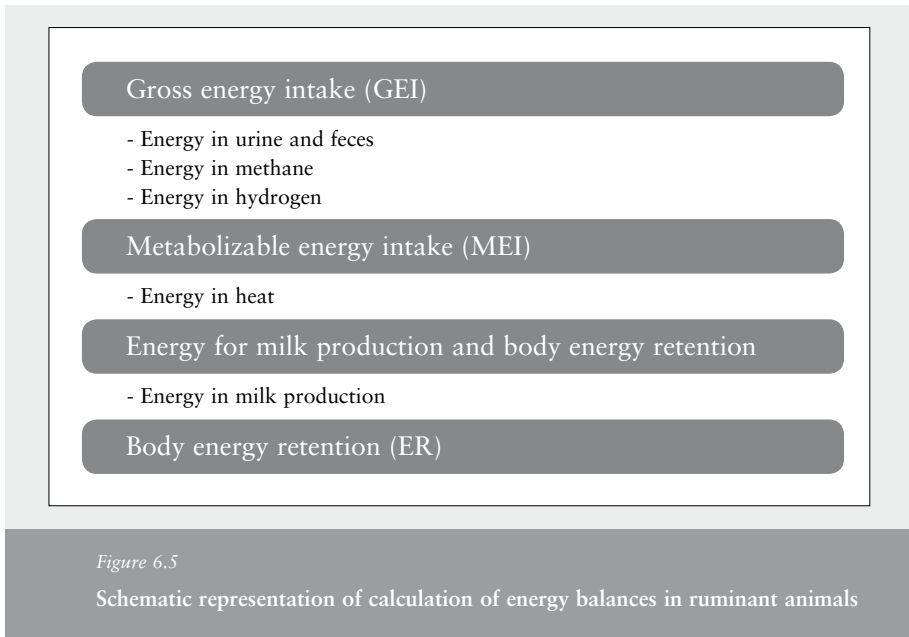 Gross energy intake (GEI)
- Energy in urine and feces
- Energy in methane
- Energy in hydrogen
Metabolizable energy intake (MEI)
- Energy in heat
Energy for milk production and body energy retention
- Energy in milk production
Body energy retention (ER)
Figure 6.5
Schematic representation of calculation of energy balances in ruminant animals